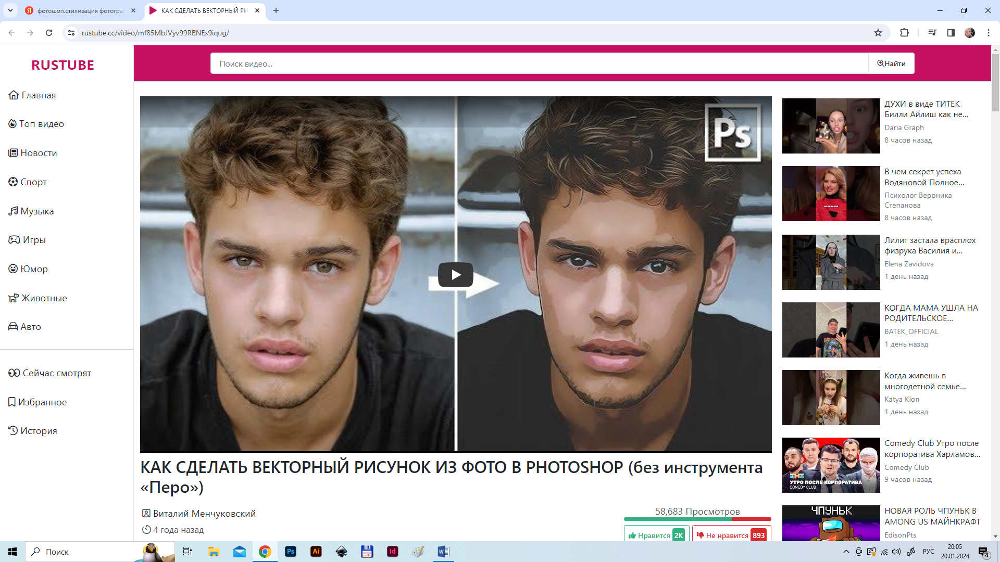 фотошоп.стилизация фотогра
КАК СДЕЛАТЬ ВЕКТОРНЫЙ РИ
rustube.cc/video/mf85MbJVyv99RBNEs9iqug/
RUSTUBE
Поиск видео...
Найти
Главная
Топ видео
Новости
Спорт
Музыка
Игры
Юмор
Животные
Авто
Сейчас смотрят
Избранное
История
Ps
КАК СДЕЛАТЬ ВЕКТОРНЫЙ РИСУНОК ИЗ ФОТО В PHOTOSHOP (без инструмента
«Перо»)
Виталий Менчуковский
4 года назад
58,683 Просмотров
Нравится 2K
Не нравится 893
ДУХИ в виде ТИТЕК
Билли Айлиш как не...
Daria Graph
8 часов назад
В чем секрет успеха
Водяновой Полное...
Психолог Вероника
Степанова
8 часов назад
маленькая
Лилит застала врасплох
физрука Василия и...
Elena Zavidova
1 день назад
КОГДА МАМА УШЛА НА
РОДИТЕЛЬСКОЕ...
BATEK_OFFICIAL
1 день назад
Когда живешь в
многодетной семье...
Katya Klon
1 день назад
ТНТ
УТРО ПОСЛЕ КОРПОРАТИВА
COMEDY CLUB
Comedy Club Утро после
корпоратива Харламов...
Comedy Club
9 часов назад
ЧПУНЬК
НОВАЯ РОЛЬ ЧПУНЬК В
AMONG US МАЙНКРАФТ
EdisonPts
Поиск
Ps
Ai
Id
W
РУС
20:05
20.01.2024
4